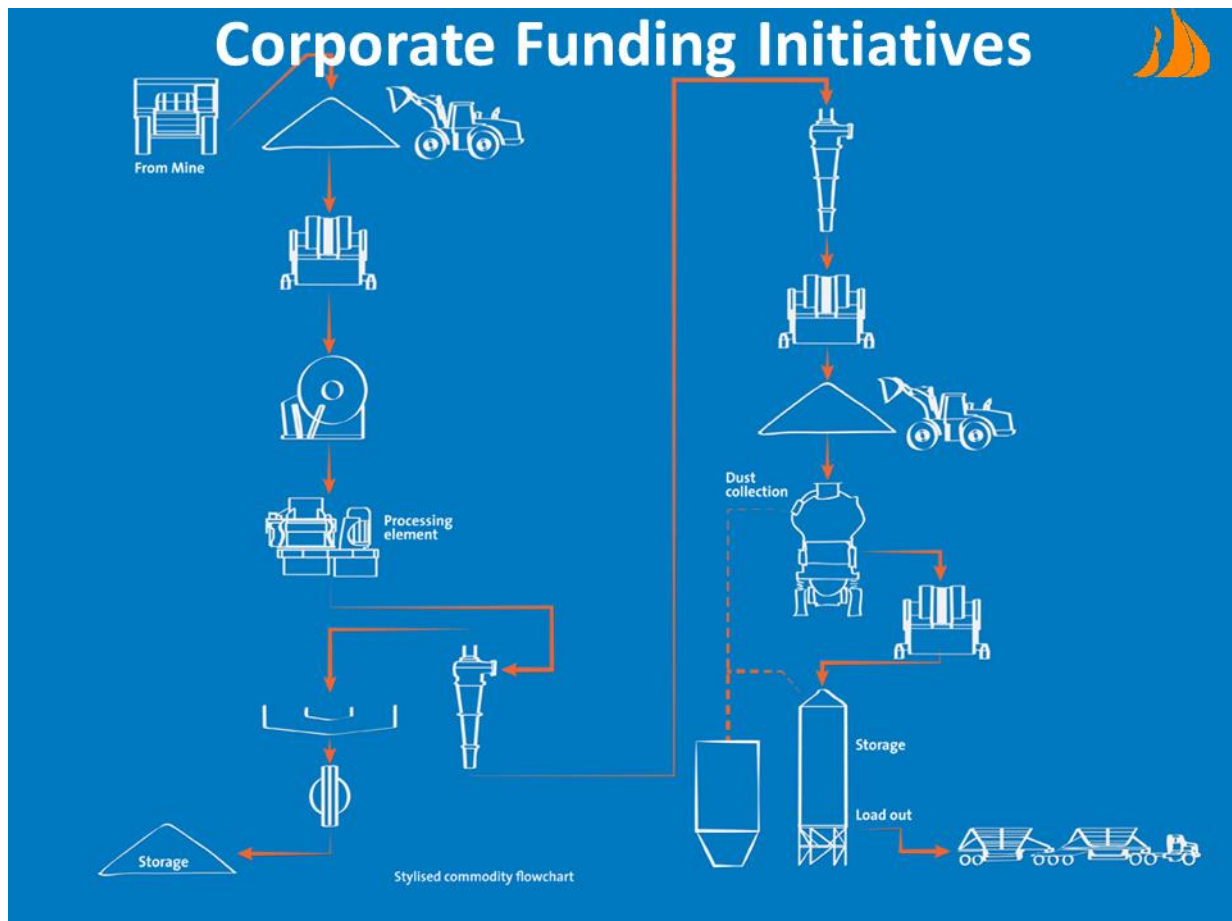 Corporate Funding Initiatives
From Mine
Processing
element
Storage
Stylised commodity flowchart
Dust
collection
Storage
Load out